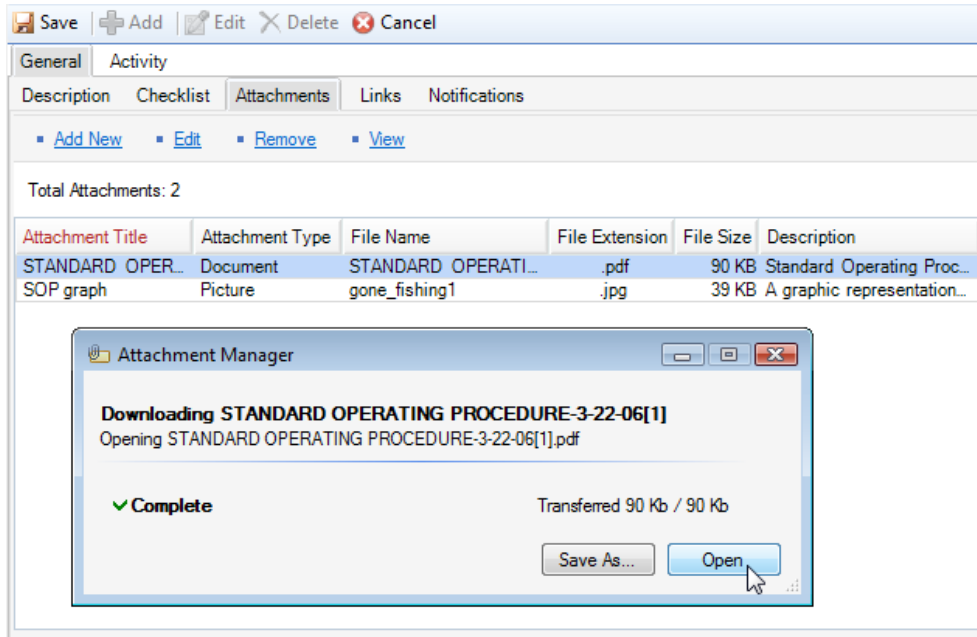 Save Add Edit Delete Cancel
General Activity
Description Checklist Attachments Links Notifications
Add New Edit Remove View
Total Attachments: 2
Attachment Title Attachment Type File Name File Extension File Size Description
STANDARD OPER... Document STANDARD OPERATI... .pdf 90 KB Standard Operating Proc...
SOP graph Picture gone_fishing1 .jpg 39 KB A graphic representation...
Attachment Manager
Downloading STANDARD OPERATING PROCEDURE-3-22-06[1]
Opening STANDARD OPERATING PROCEDURE-3-22-06[1].pdf
Complete Transferred 90 Kb / 90 Kb
Save As... Open